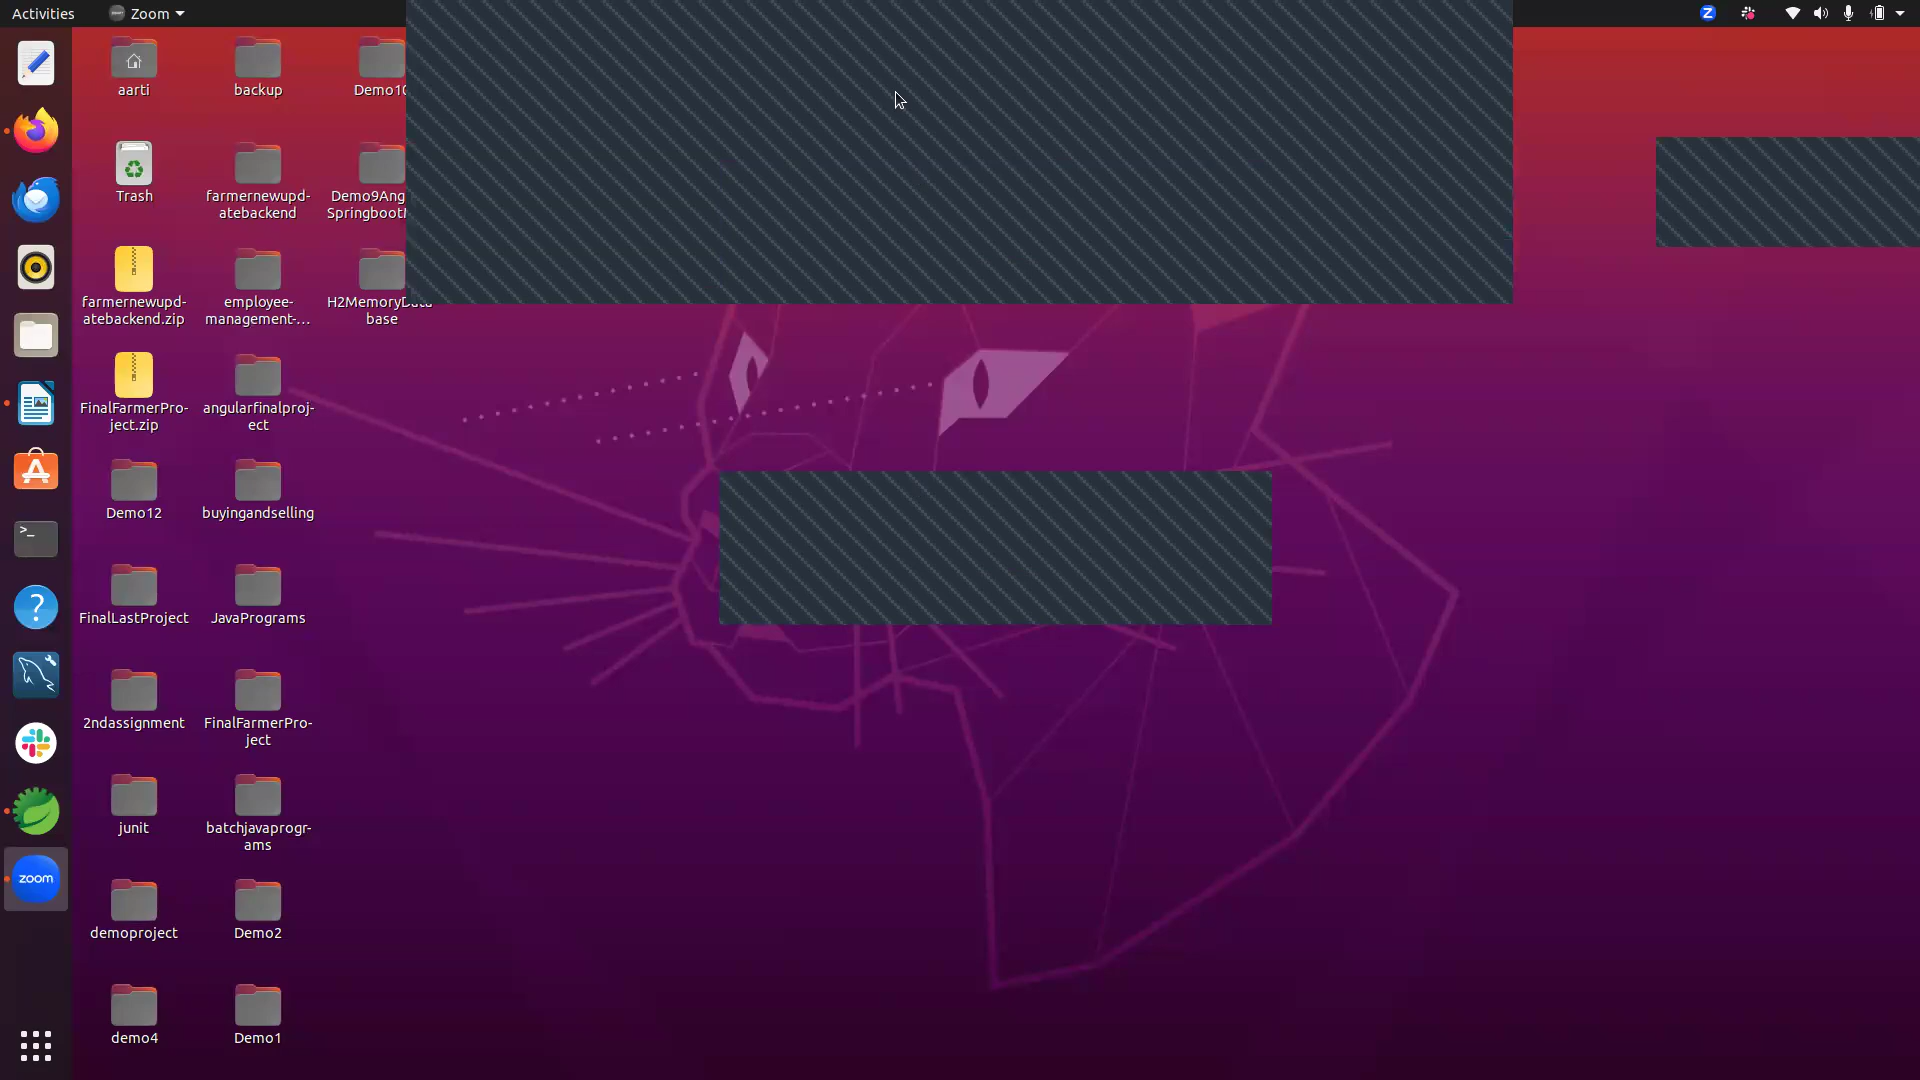 Activities
Zoom
aarti
backup
Trash
farmernewupd-
atebackend
Demo9Ang
farmernewupd-
atebackend.zip
employee-
management-...
base
FinalFarmerPro-
ject.zip
angularfinalproj-
ect
Demo12
buyingandselling
FinalLastProject
JavaPrograms
2ndassignment
FinalFarmerPro-
ject
junit
batchjavaprogr-
ams
zoom
demoproject
Demo2
demo4
Demo1